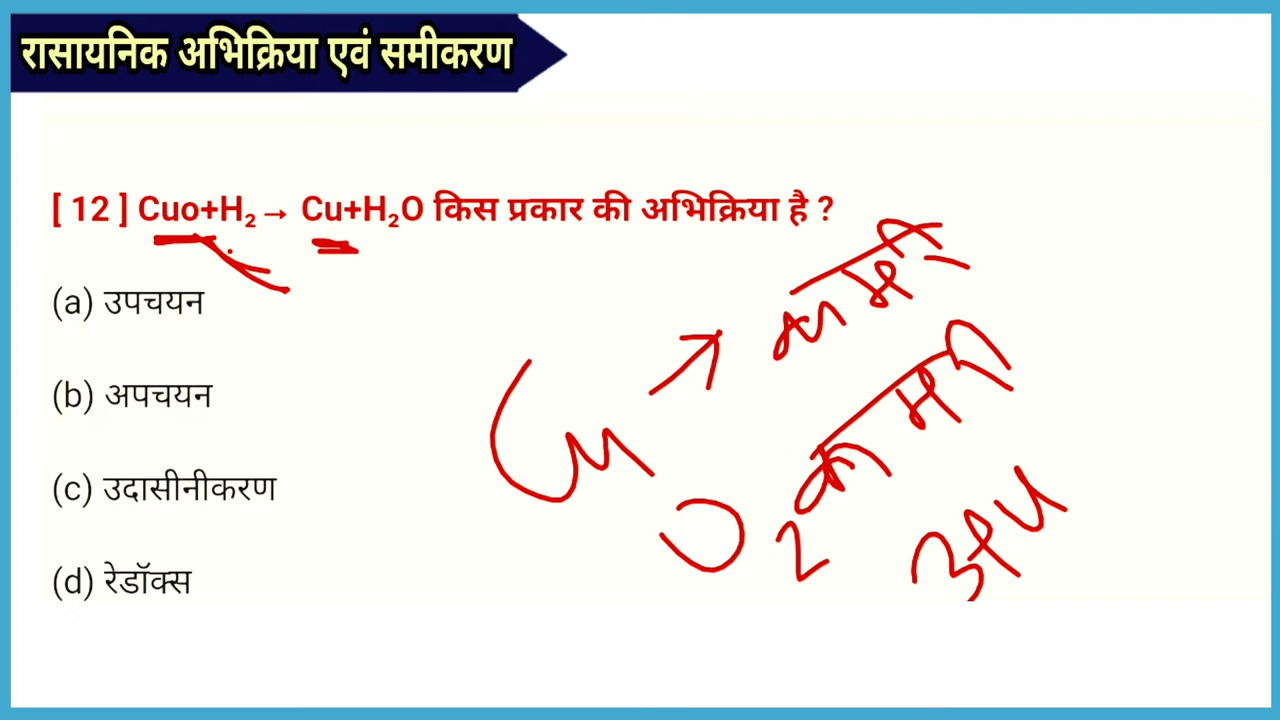 रासायनिक अभिक्रिया एवं समीकरण
[ 12 ] Cuo+H₂→ Cu+H₂O किस प्रकार की अभिक्रिया है ?
(a) उपचयन
(b) अपचयन
(c) उदासीनीकरण
(d) रेडॉक्स
Cu
O2